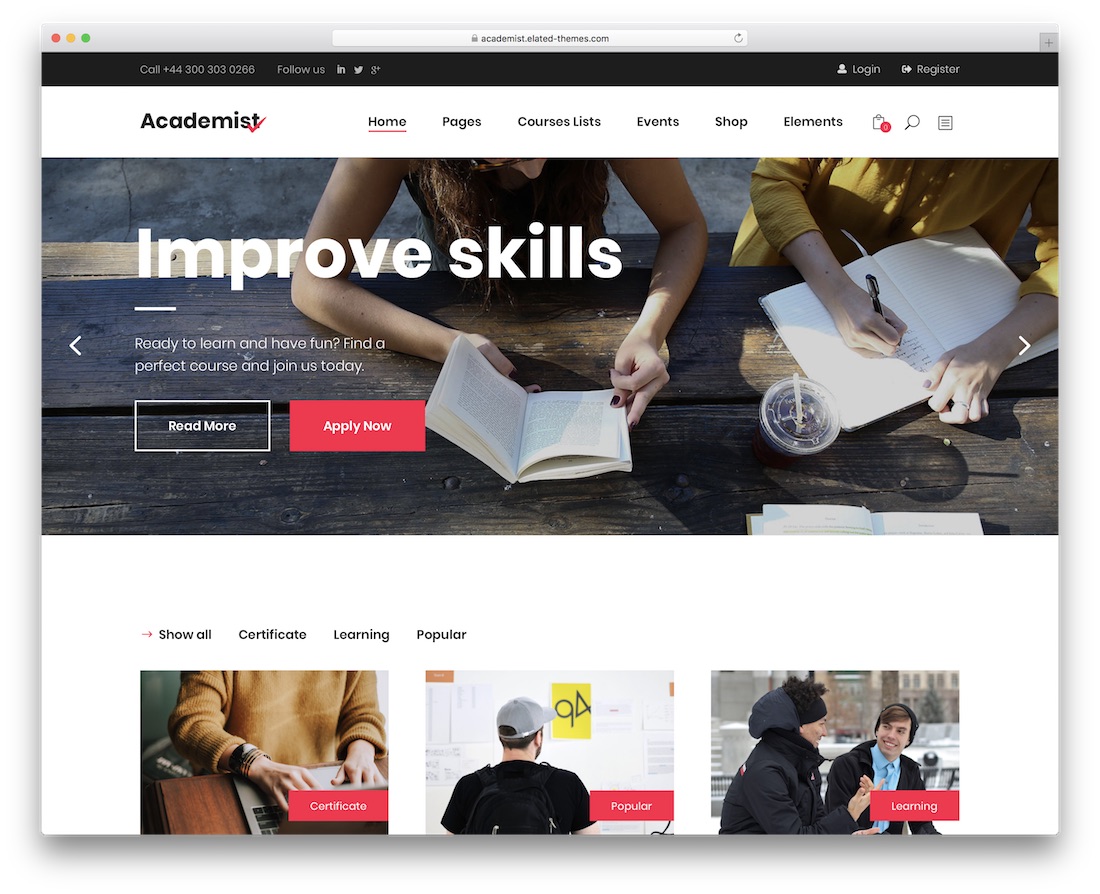 academist.elated-themes.com
Call +44 300 303 0266 Follow us Login Register
Academist Home Pages Courses Lists Events Shop Elements 0
Improve skills
Ready to learn and have fun? Find a
perfect course and join us today.
Read More Apply Now
Show all Certificate Learning Popular
94
Certificate Popular Learning